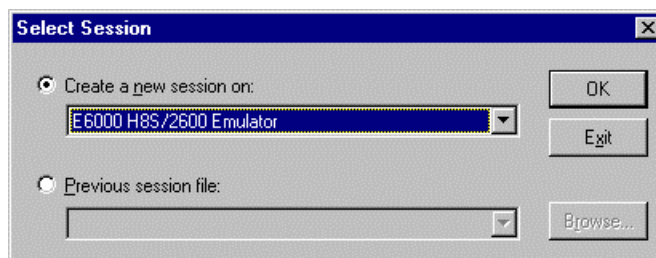 Select Session
Create a new session on:
OK
E6000 H8S/2600 Emulator
Exit
Previous session file:
Browse...